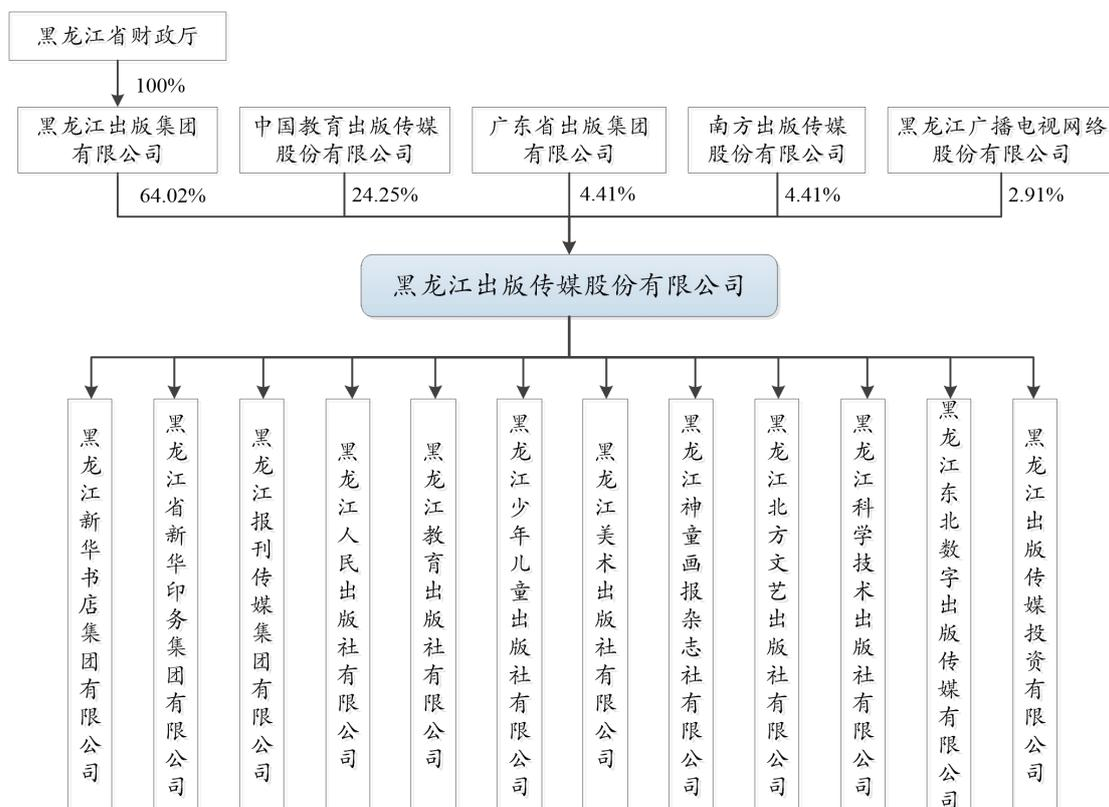 黑龙江省财政厅
100%
黑龙江出版集团
有限公司
中国教育出版传媒
股份有限公司
广东省出版集团
有限公司
南方出版传媒
股份有限公司
黑龙江广播电视网络
股份有限公司
64.02%
24.25%
4.41%
4.41%
2.91%
黑龙江出版传媒股份有限公司
黑龙江新华书店集团有限公司
黑龙江省新华印务集团有限公司
黑龙江报刊传媒集团有限公司
黑龙江人民出版社有限公司
黑龙江教育出版社有限公司
黑龙江少年儿童出版社有限公司
黑龙江美术出版社有限公司
黑龙江神童画报杂志社有限公司
黑龙江北方文艺出版社有限公司
黑龙江科学技术出版社有限公司
黑龙江东北数字出版传媒有限公司
黑龙江出版传媒投资有限公司